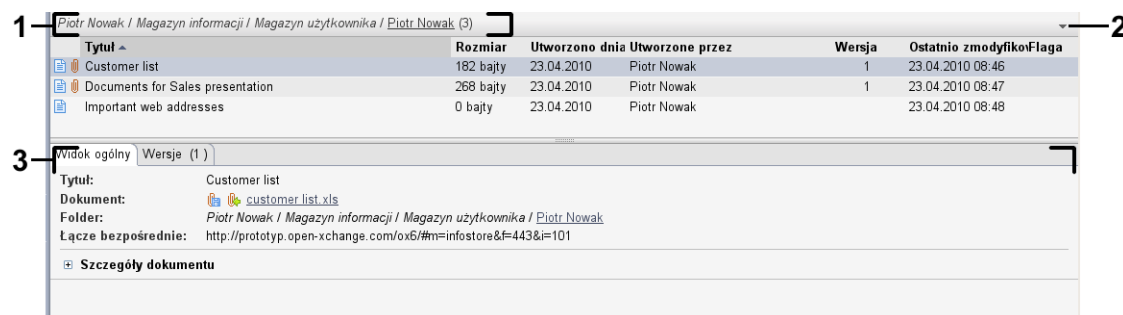 1 Piotr Nowak / Magazyn informacji / Magazyn użytkownika / Piotr Nowak (3) 2
Tytuł Rozmiar Utworzono dnia Utworzone przez Wersja Ostatnio zmodyfikow Flaga
Customer list 182 bajty 23.04.2010 Piotr Nowak 1 23.04.2010 08:46
Documents for Sales presentation 268 bajty 23.04.2010 Piotr Nowak 1 23.04.2010 08:47
Important web addresses 0 bajty 23.04.2010 Piotr Nowak 23.04.2010 08:48
3 Widok ogólny Wersje (1)
Tytuł: Customer list
Dokument: customer list.xls
Folder: Piotr Nowak / Magazyn informacji / Magazyn użytkownika / Piotr Nowak
Łącze bezpośrednie: http://prototyp.open-xchange.com/ox6/#m=infostore&f=443&i=101
Szczegóły dokumentu